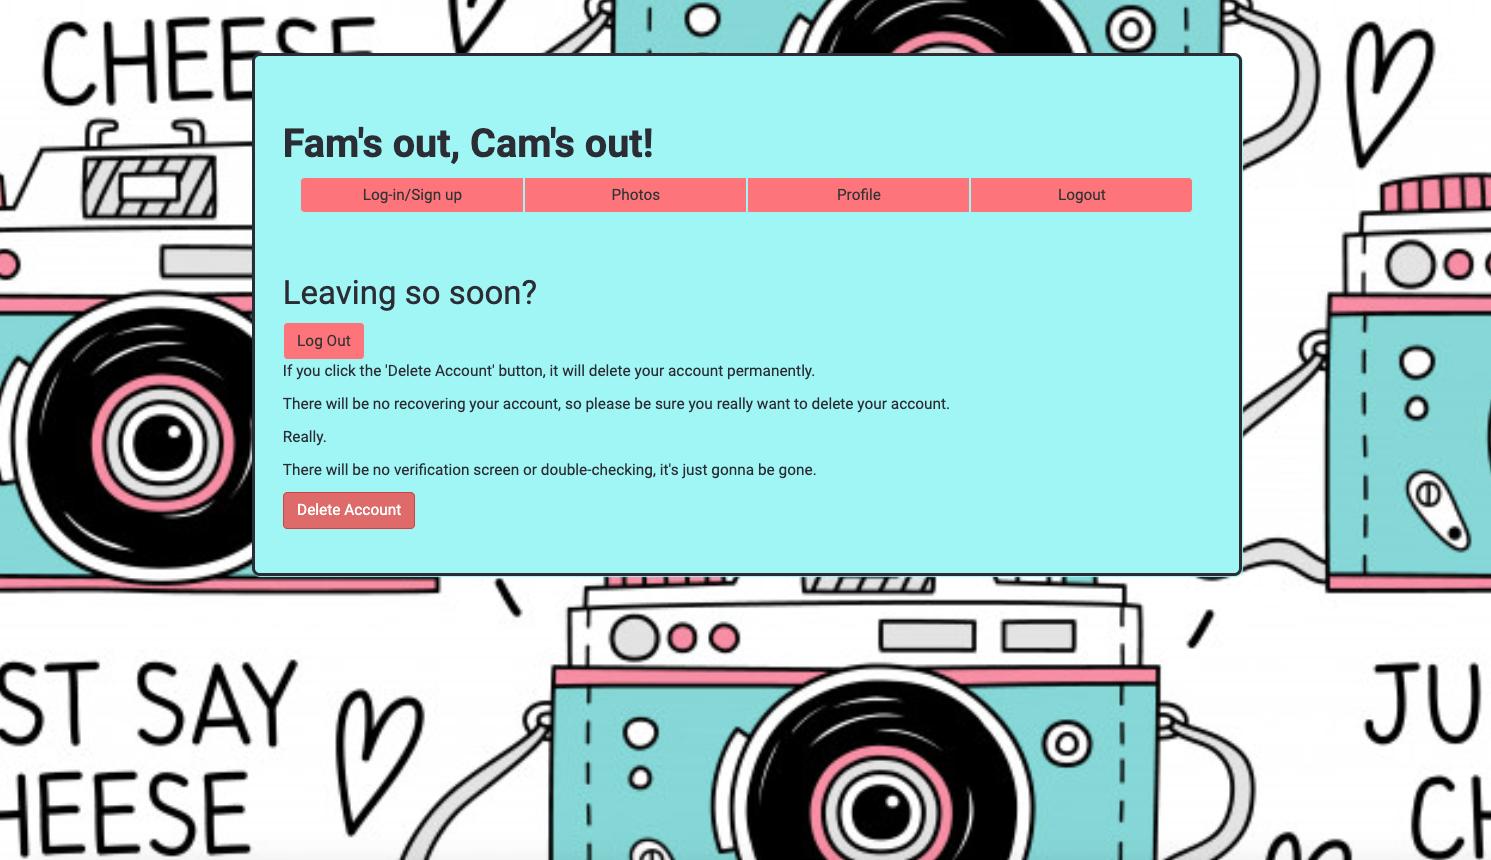 CHEESE
Fam's out, Cam's out!
Log-in/Sign up Photos Profile Logout
Leaving so soon?
Log Out
If you click the 'Delete Account' button, it will delete your account permanently.
There will be no recovering your account, so please be sure you really want to delete your account.
Really.
There will be no verification screen or double-checking, it's just gonna be gone.
Delete Account
ST SAY
HEESE
JU
CH